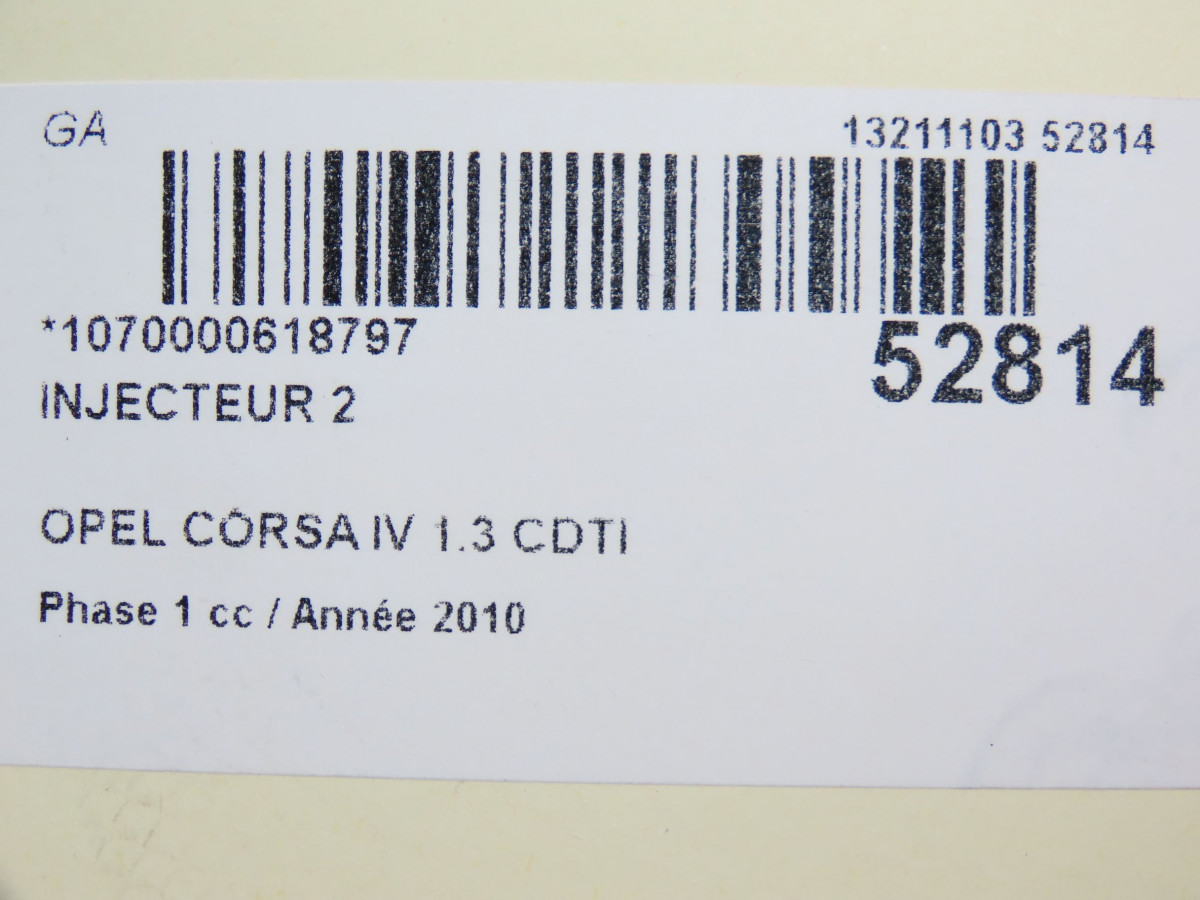 GA
13211103 52814
*1070000618797
52814
INJECTEUR 2
OPEL CORSA IV 1.3 CDTI
Phase 1 cc / Année 2010